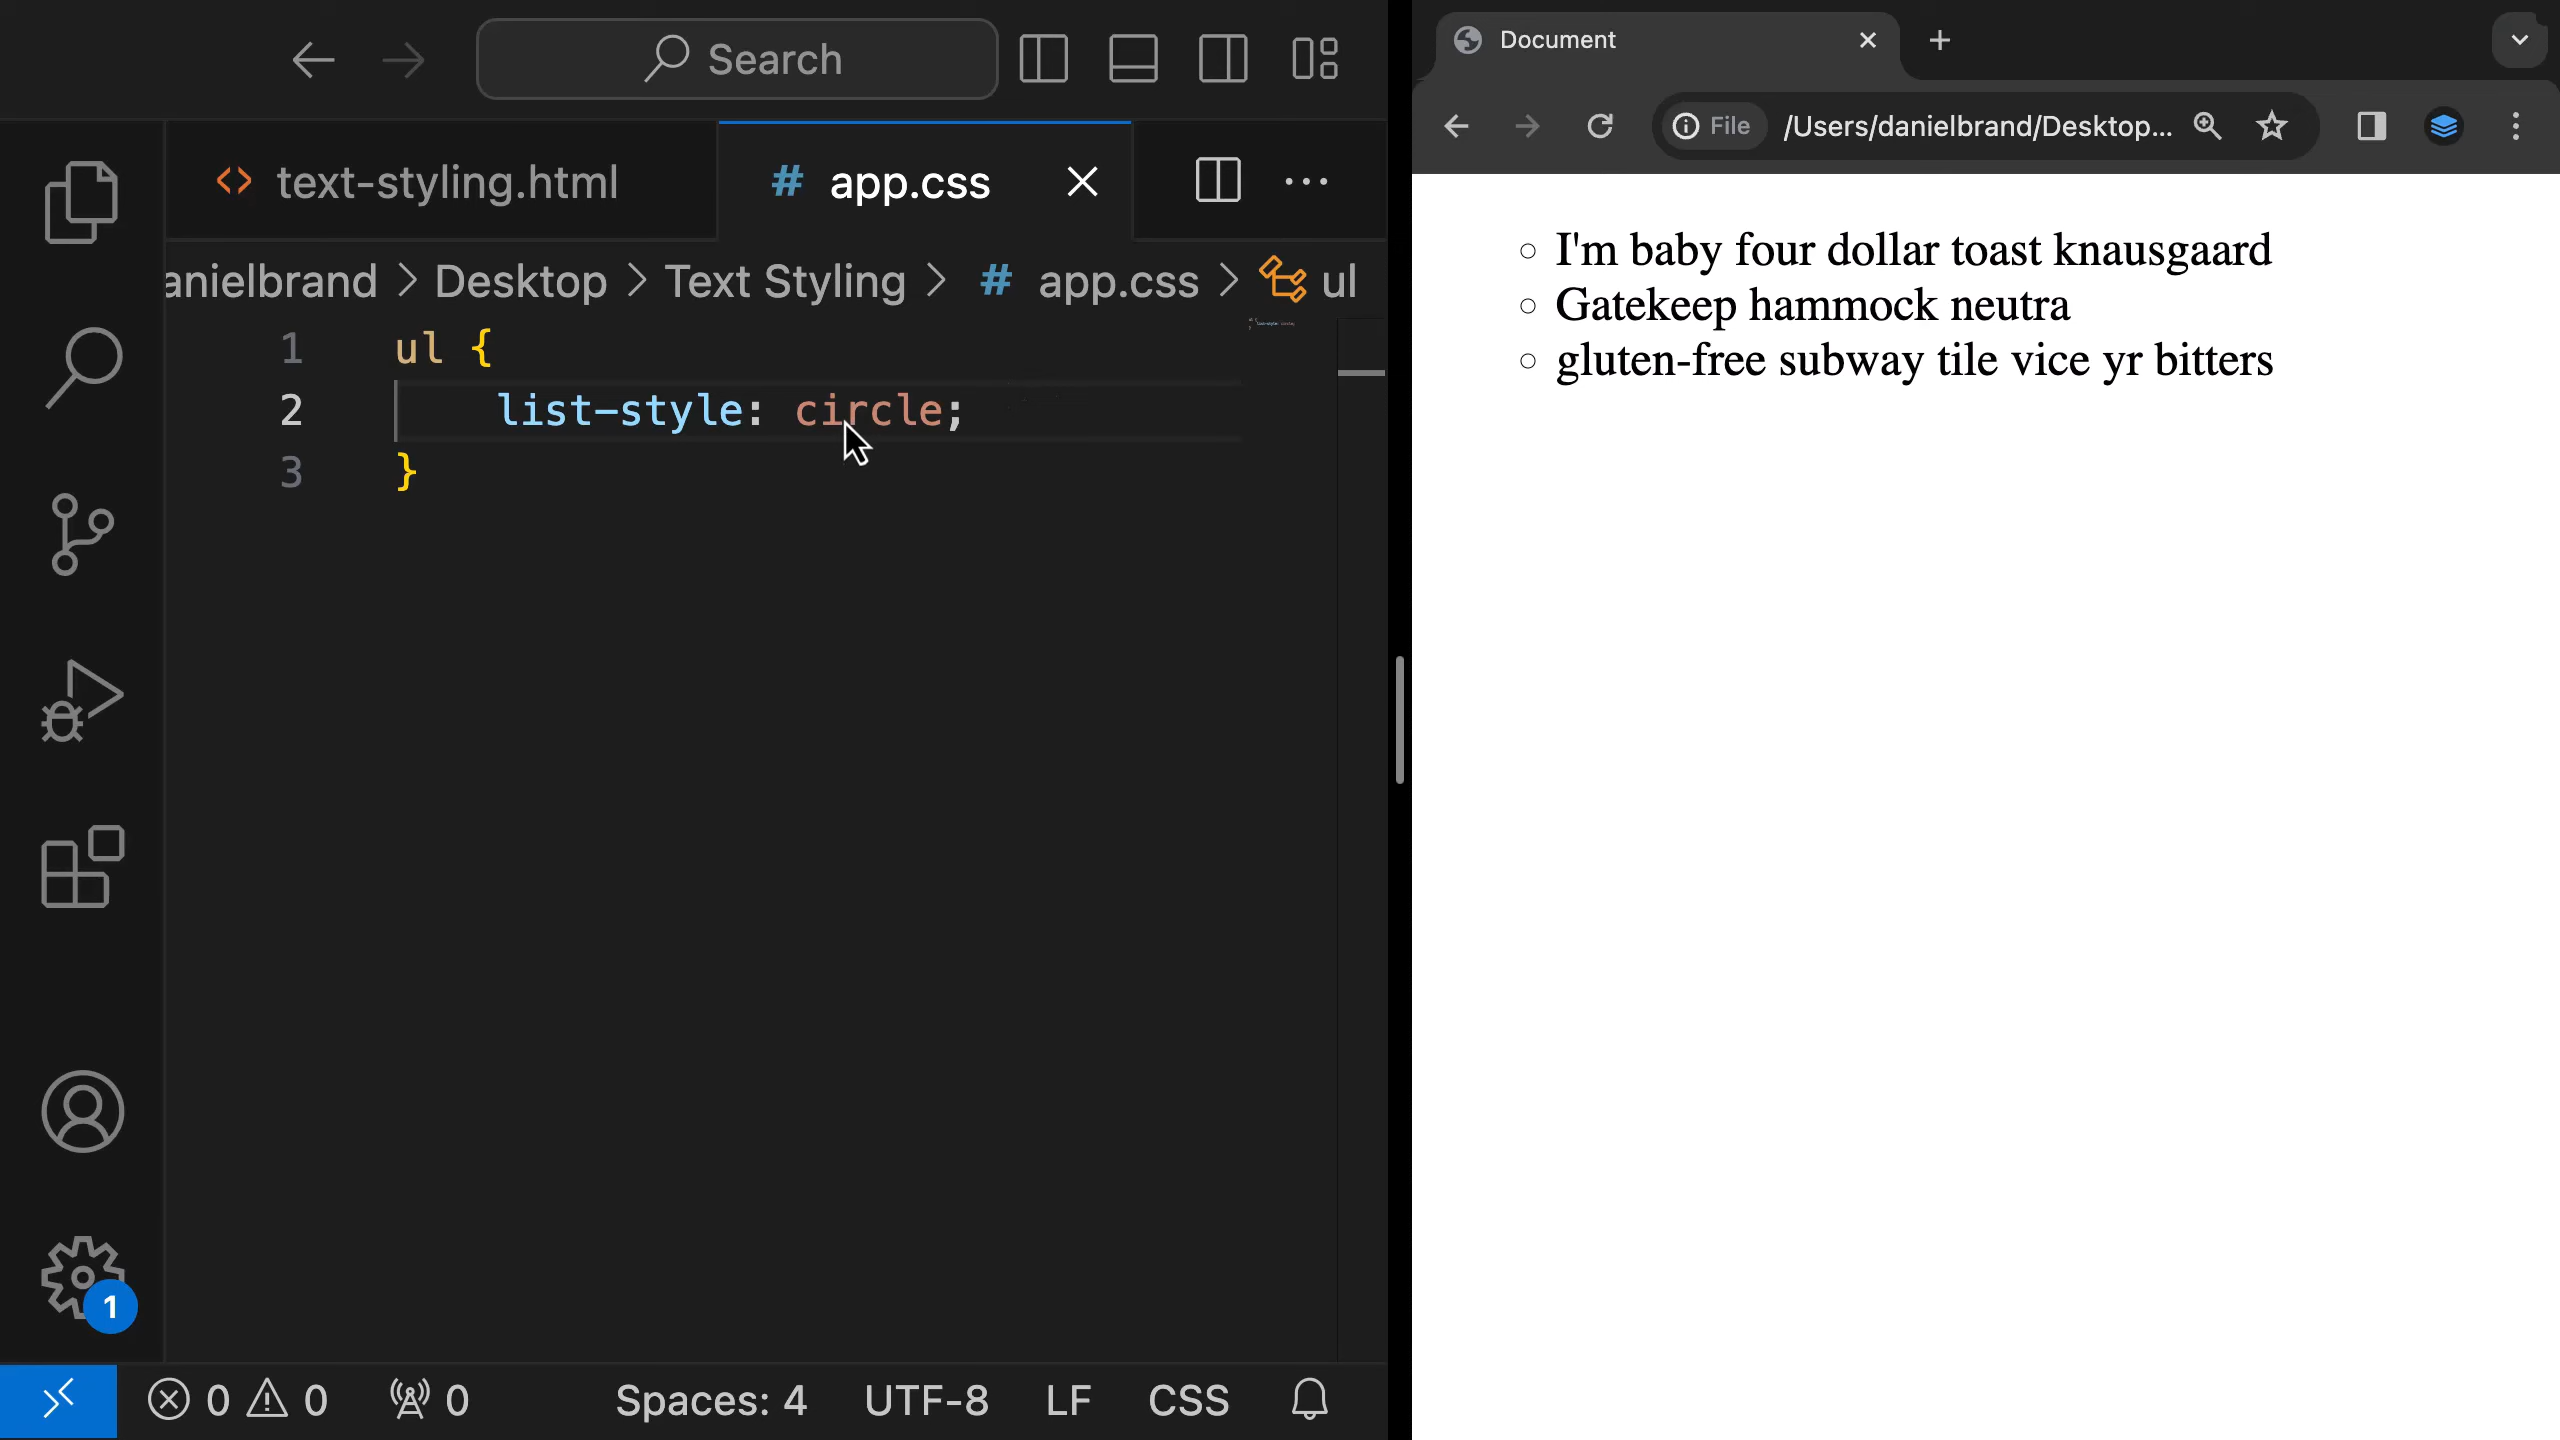 Search
text-styling.html
# app.css
anielbrand > Desktop > Text Styling > # app.css > ul
1 ul {
2 list-style: circle;
3 }
1
0 0 0 Spaces: 4 UTF-8 LF CSS
Document
File /Users/danielbrand/Desktop...
I'm baby four dollar toast knausgaard
Gatekeep hammock neutra
gluten-free subway tile vice yr bitters